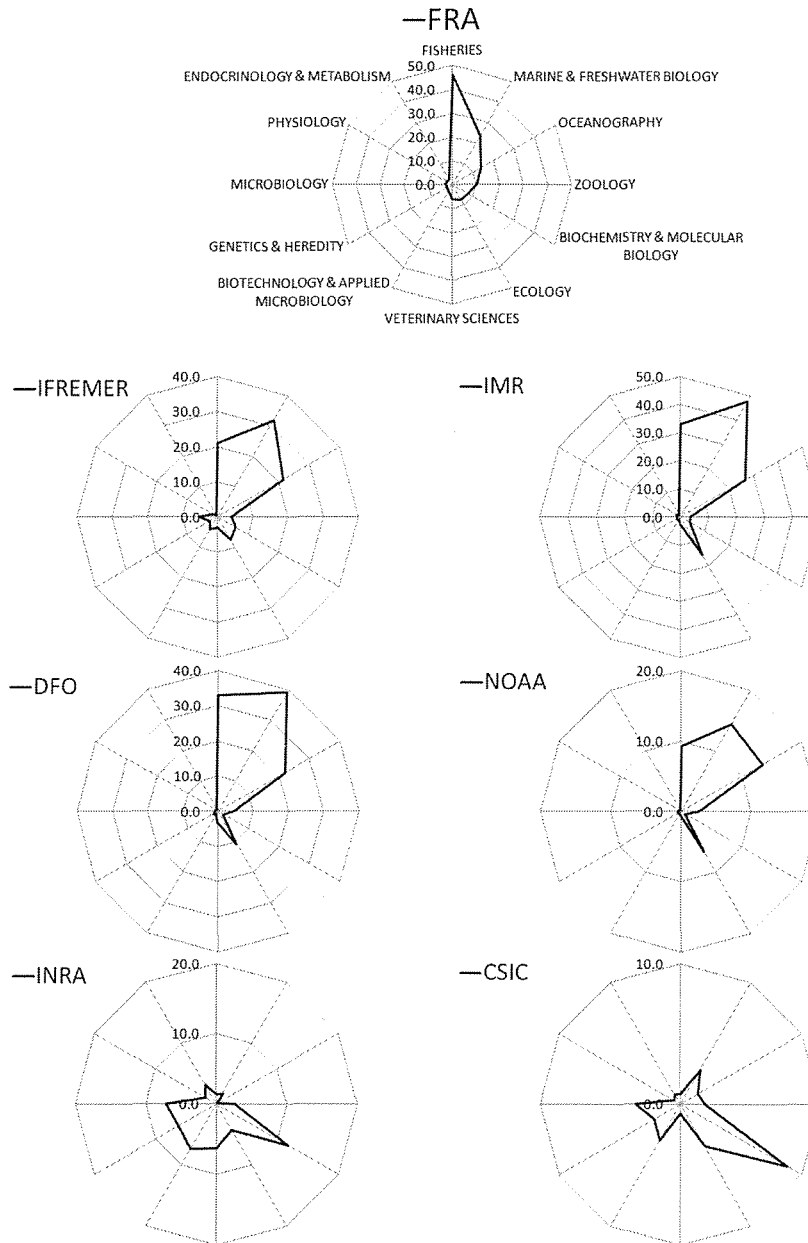 —FRA
FISHERIES
50.0
ENDOCRINOLOGY & METABOLISM
MARINE & FRESHWATER BIOLOGY
40.0
PHYSIOLOGY
30.0
OCEANOGRAPHY
20.0
10.0
MICROBIOLOGY
0.0
ZOOLOGY
GENETICS & HEREDITY
BIOCHEMISTRY & MOLECULAR
BIOLOGY
BIOTECHNOLOGY & APPLIED
MICROBIOLOGY
ECOLOGY
VETERINARY SCIENCES
—IFREMER
40.0
30.0
20.0
10.0
0.0
—IMR
50.0
40.0
30.0
20.0
10.0
0.0
—DFO
40.0
30.0
20.0
10.0
0.0
—NOAA
20.0
10.0
0.0
—INRA
20.0
10.0
0.0
—CSIC
10.0
0.0